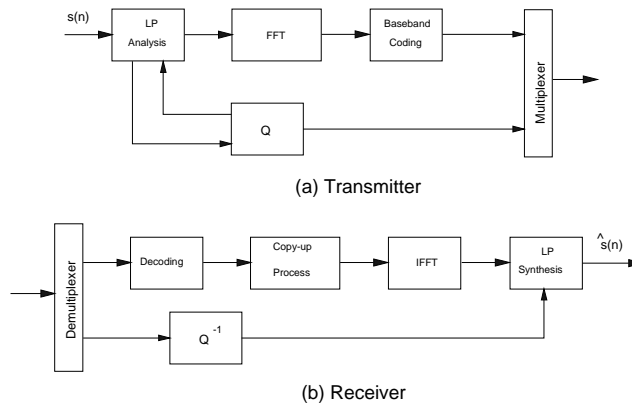 s(n)
LP
Analysis
FFT
Baseband
Coding
Multiplexer
Q
(a) Transmitter
Demultiplexer
Decoding
Copy-up
Process
IFFT
LP
Synthesis
^s(n)
Q -1
(b) Receiver